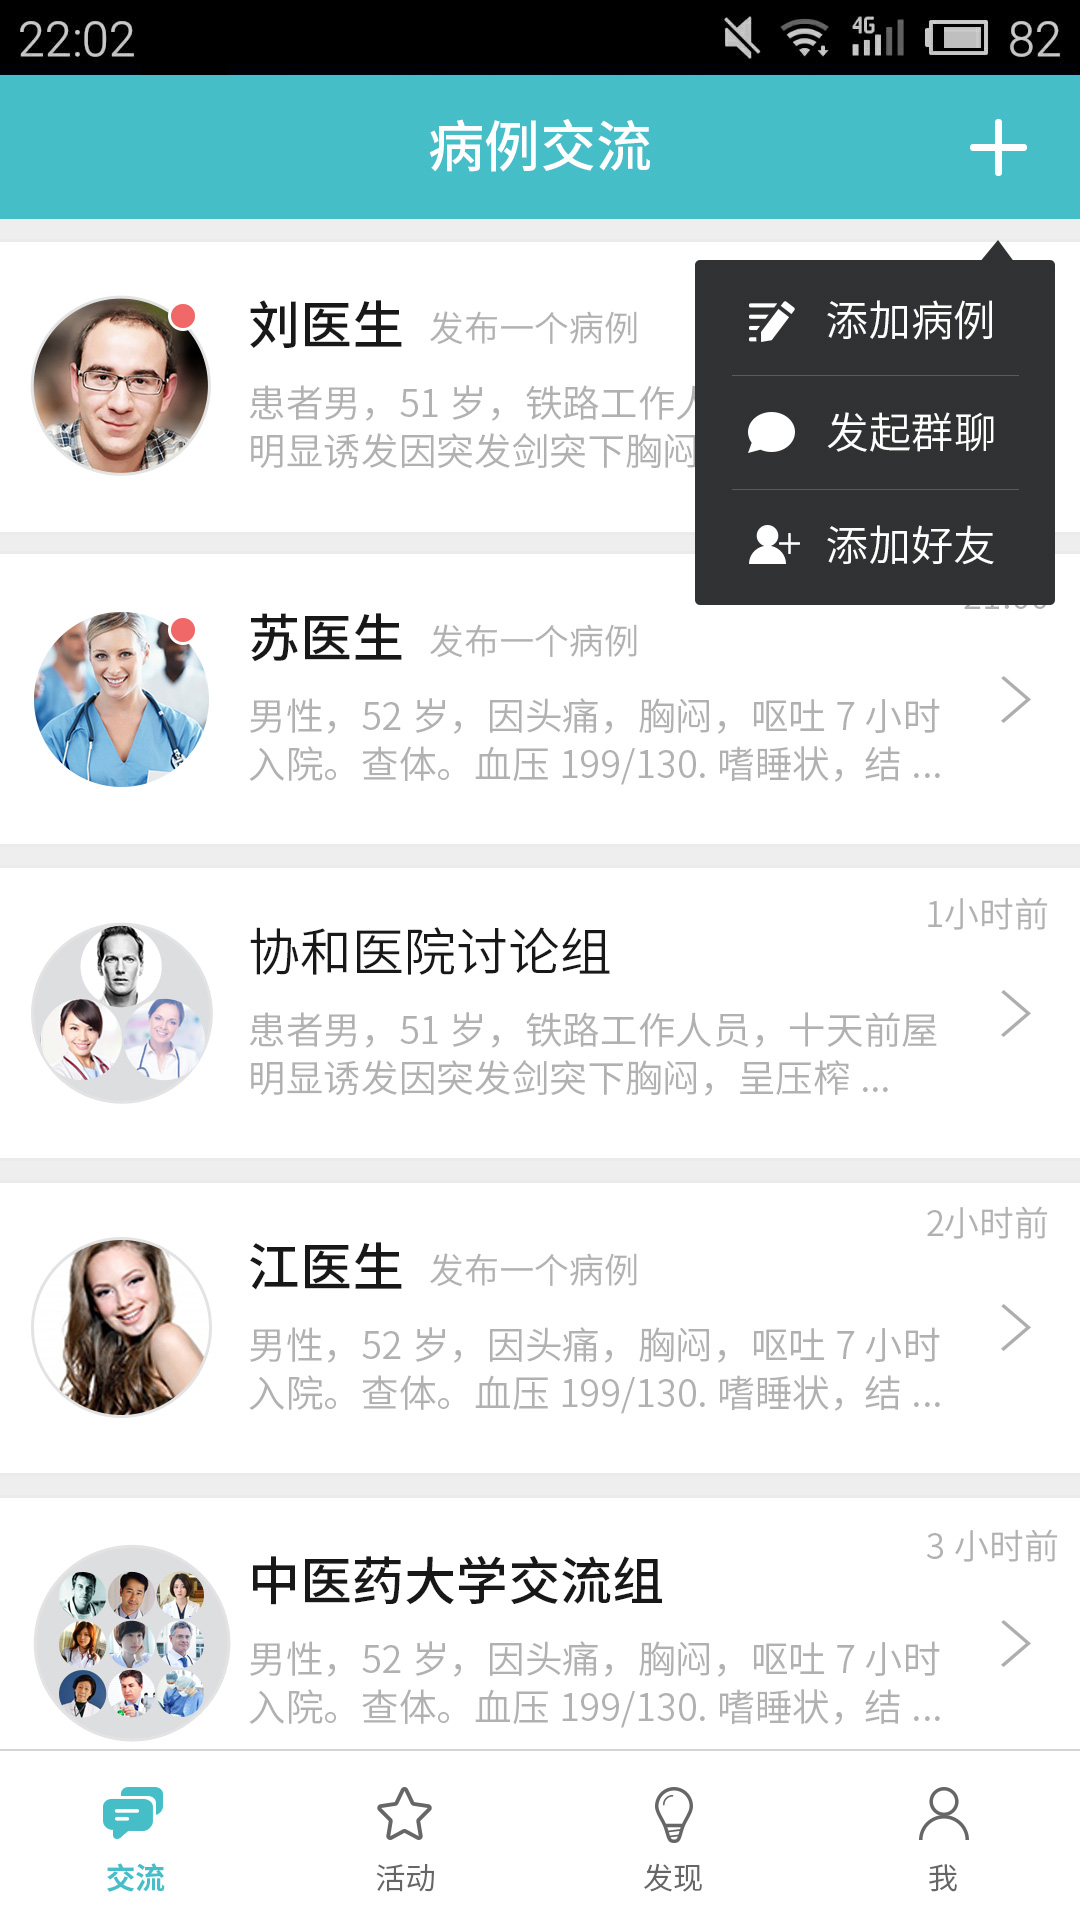 22:02
4G
82
病例交流
刘医生 发布一个病例
患者男，51 岁，铁路工作
明显诱发因突发剑突下胸闷
添加病例
发起群聊
添加好友
苏医生 发布一个病例
男性，52 岁，因头痛，胸闷，呕吐 7 小时
入院。查体。血压 199/130. 嗜睡状，结 ...
1小时前
协和医院讨论组
患者男，51 岁，铁路工作人员，十天前屋
明显诱发因突发剑突下胸闷，呈压榨 ...
2小时前
江医生 发布一个病例
男性，52 岁，因头痛，胸闷，呕吐 7 小时
入院。查体。血压 199/130. 嗜睡状，结 ...
3 小时前
中医药大学交流组
男性，52 岁，因头痛，胸闷，呕吐 7 小时
入院。查体。血压 199/130. 嗜睡状，结 ...
交流 活动 发现 我